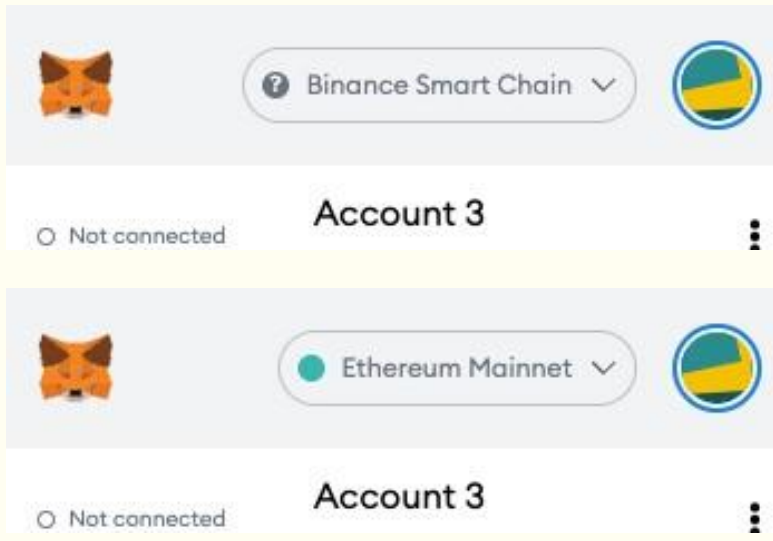 Binance Smart Chain
Account 3
Not connected
Ethereum Mainnet
Account 3
Not connected